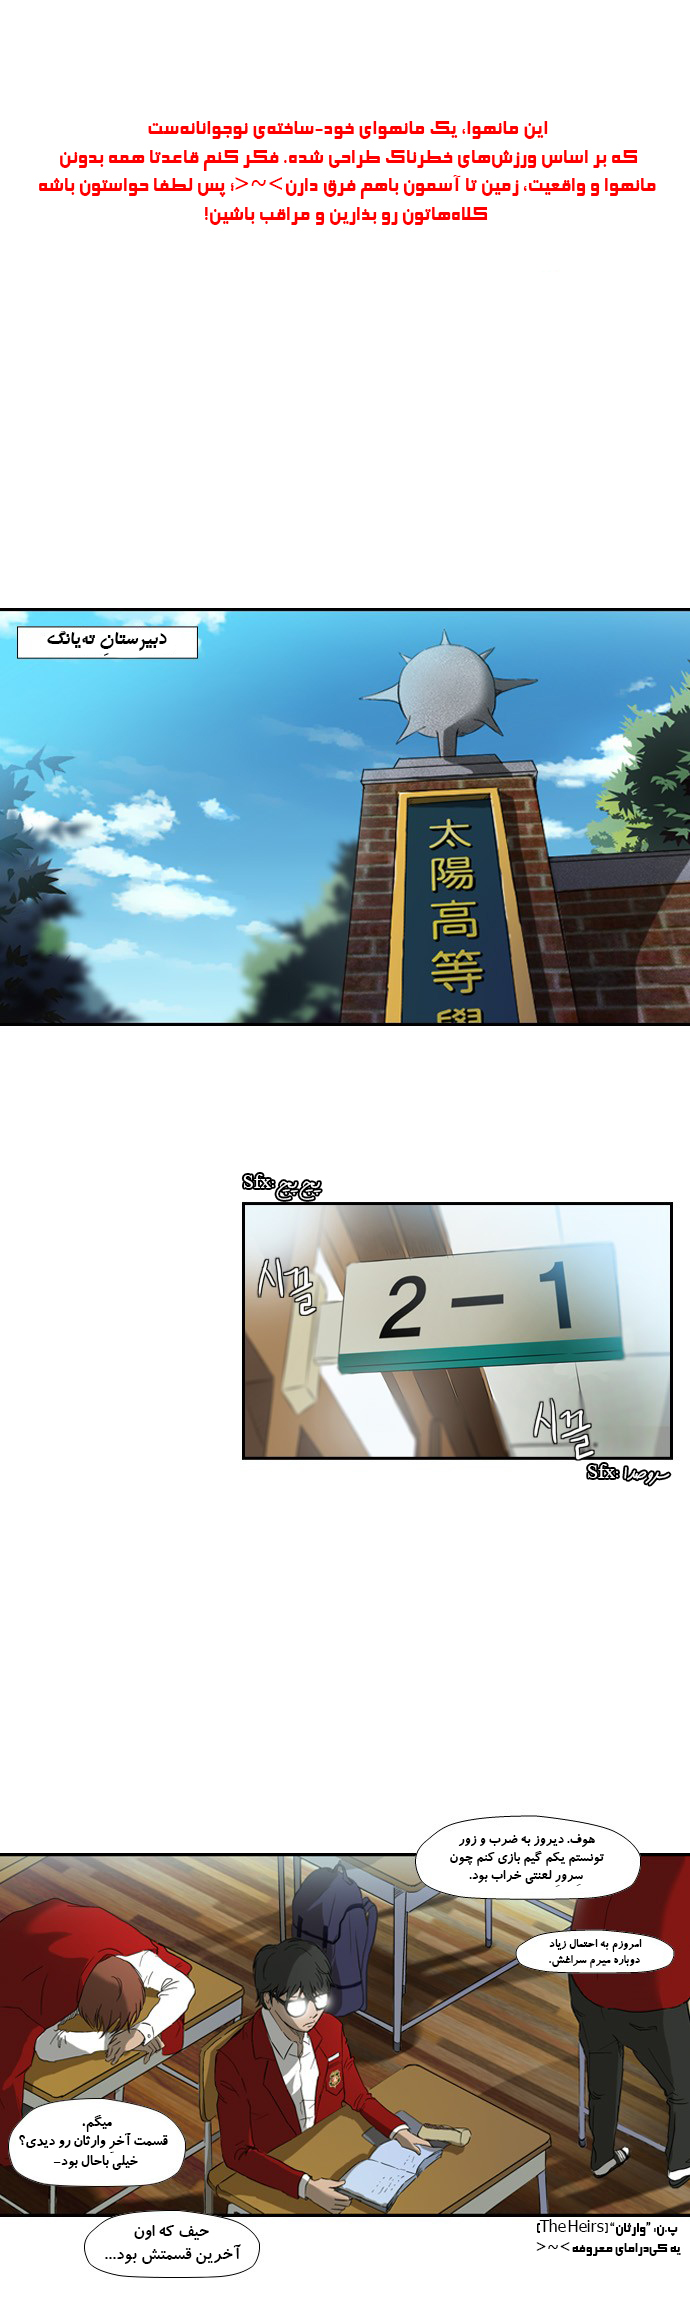 این مانهوا، یک مانهوای خود-ساخته‌ی نوجوانانه‌ست
که بر اساس ورزش‌های خطرناک طراحی شده. فکر کنم قاعدتا همه بدونن
مانهوا و واقعیت، زمین تا آسمون باهم فرق دارن>~<؛ پس لطفا حواستون باشه
کلاه‌هاتون رو بذارین و مراقب باشین!
دبیرستانِ ته‌یانگ
太
陽
高
等
學
Sfx: پچ پچ
시끌
2-1
시끌
Sfx: سروصدا
هوف. دیروز به ضرب و زور
تونستم یکم گیم بازی کنم چون
سِرورِ لعنتی خراب بود.
امروزم به احتمال زیاد
دوباره میرم سراغش.
میگم،
قسمت آخرِ وارثان رو دیدی؟
خیلی باحال بود-
حیف که اون
آخرین قسمتش بود...
پ.ن: "وارثان" [The Heirs]
یه کی‌درامای معروفه>~<